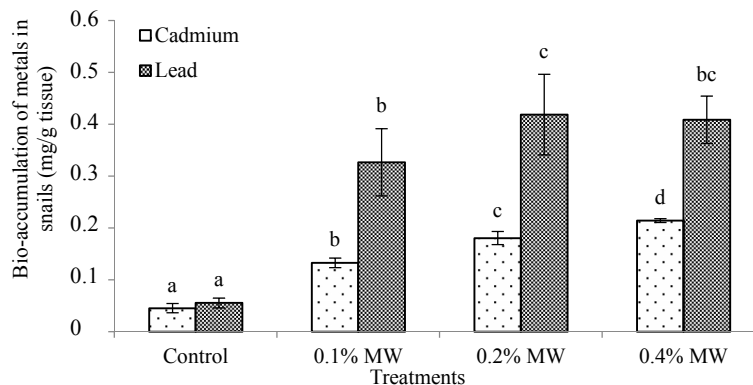 Bio-accumulation of metals in
snails (mg/g tissue)
0.6
0.5
0.4
0.3
0.2
0.1
0
Cadmium
Lead
a
a
b
b
c
c
d
bc
Control
0.1% MW
0.2% MW
0.4% MW
Treatments